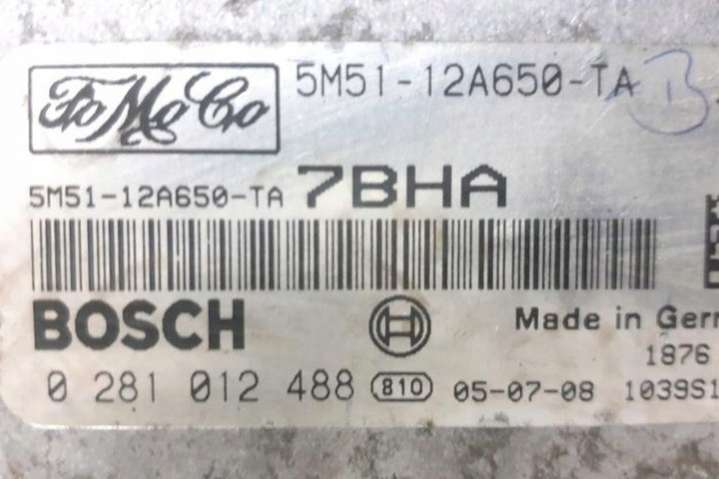 FoMoCo
5M51-12A650-TA
B
5M51-12A650-TA 7BHA
BOSCH
Made in Ger
1876
0 281 012 488 810 05-07-08 1039S1